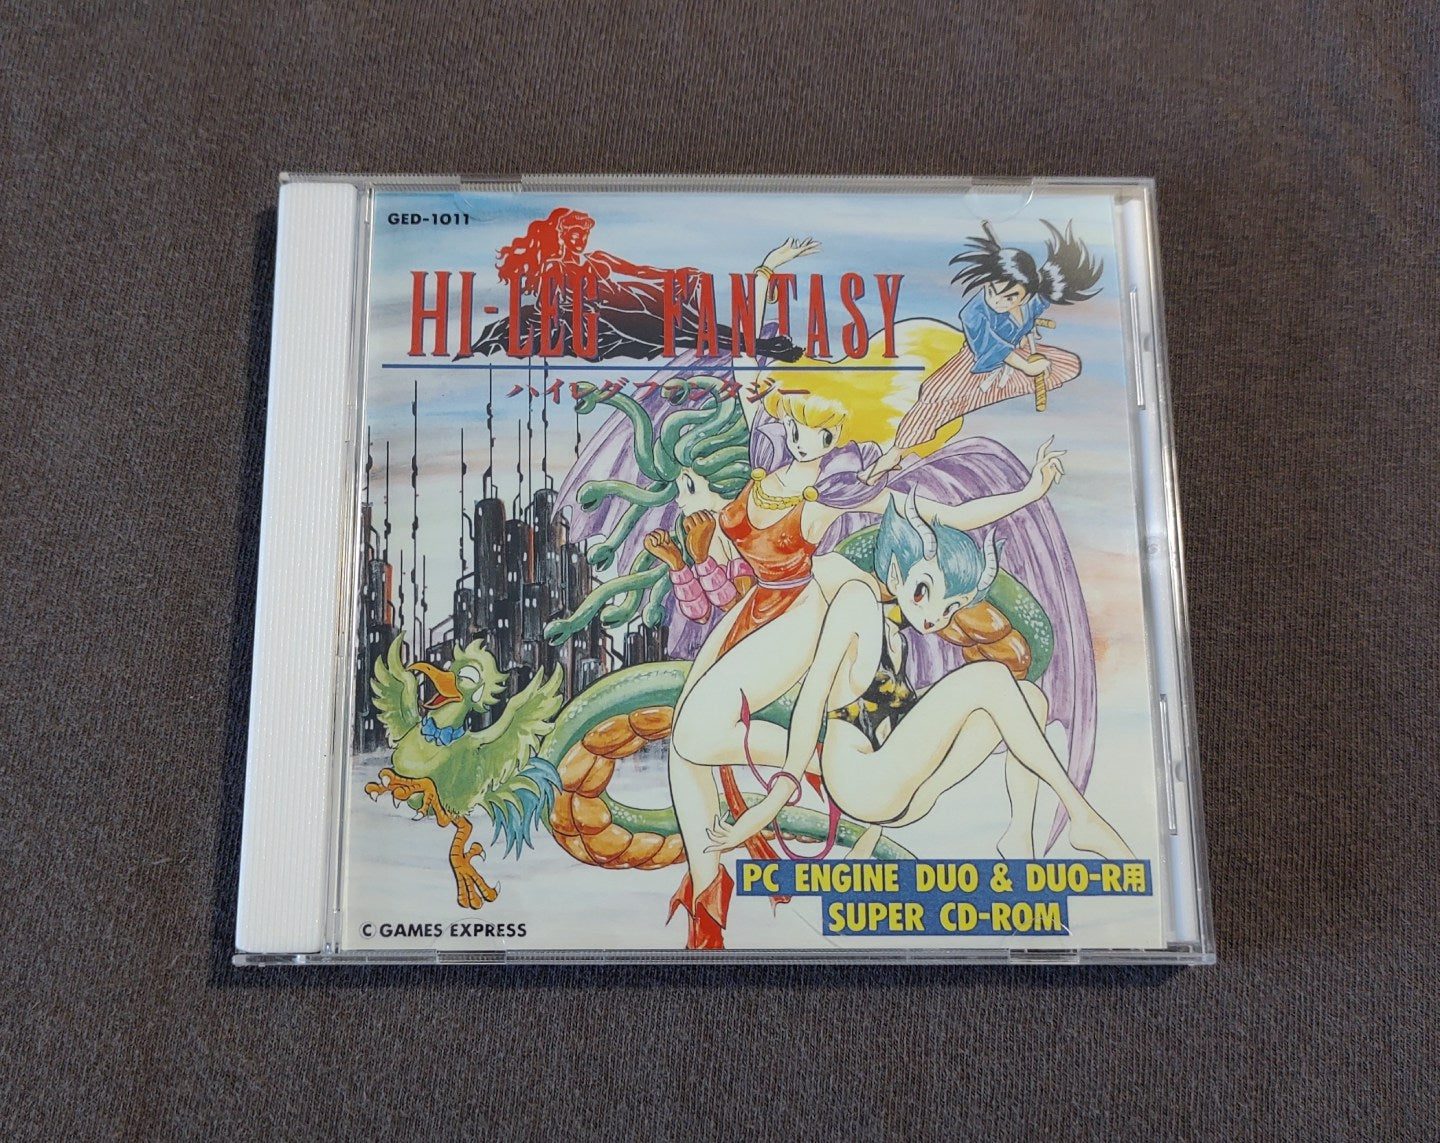 GED-1011
HI-LEG FANTASY
ハイレグファンタジー
PC ENGINE DUO & DUO-R用
SUPER CD-ROM
© GAMES EXPRESS